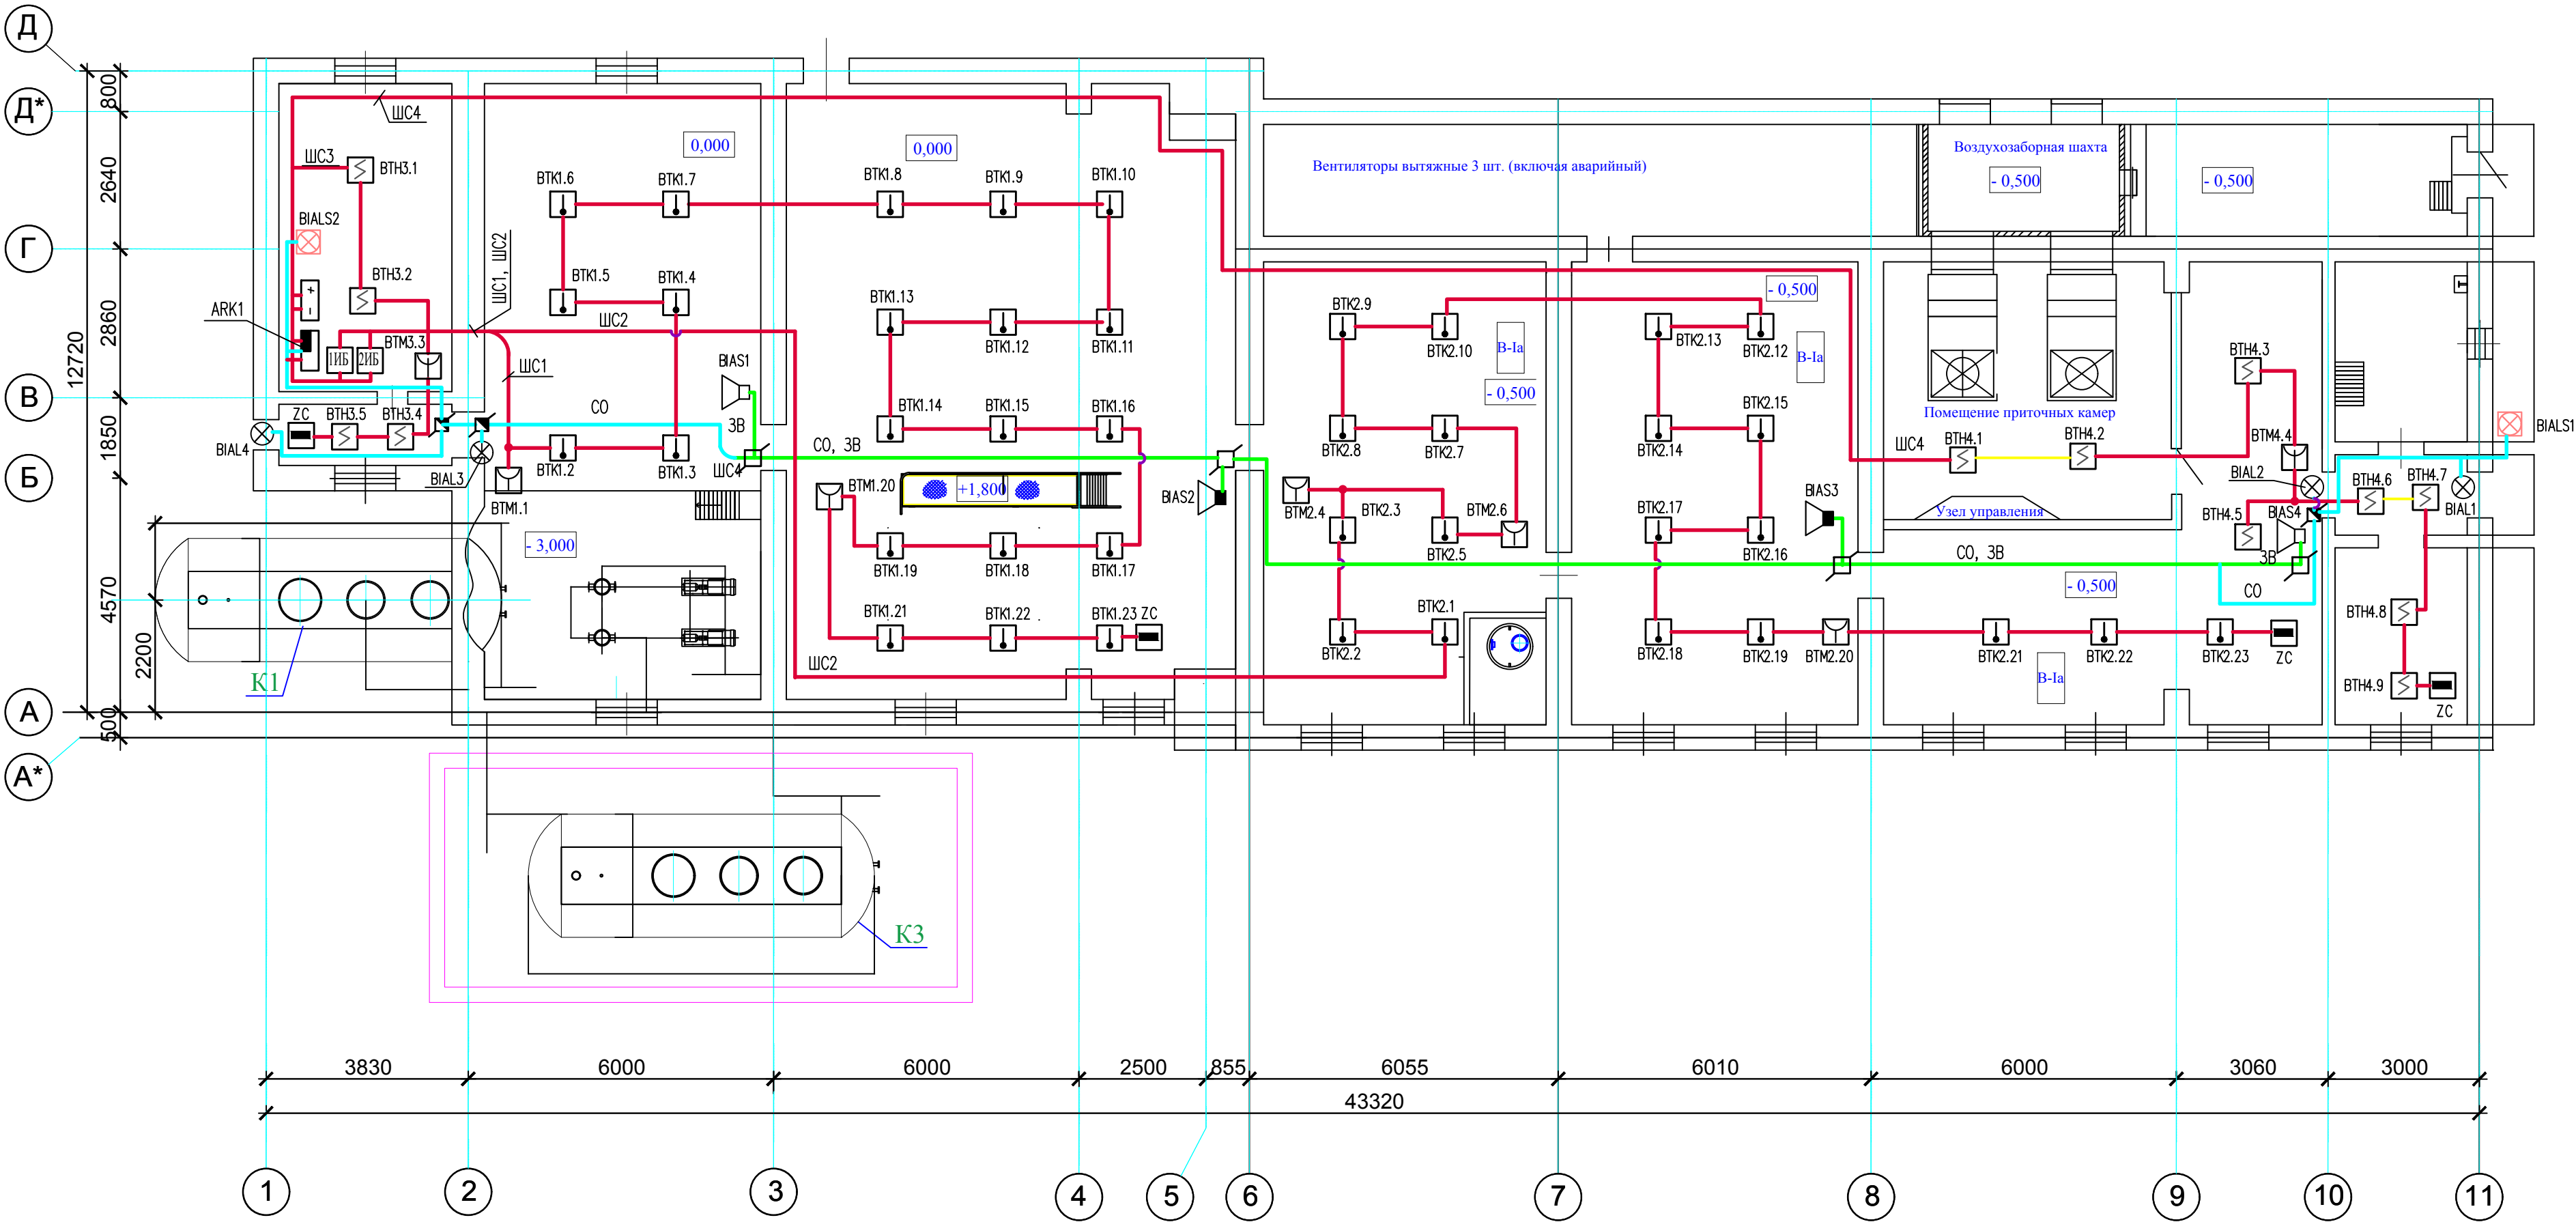 Д
Д*
Г
В
Б
А
А*
800
2640
2860
1850
4570
500
12720
2200
ШС4
ШС3
ВТН3.1
BIALS2
ВТН3.2
ARK1
+
-
1ИБ
2ИБ
ВТМ3.3
ZC
ВТН3.5
ВТН3.4
BIAL4
BIAL3
ШС1, ШС2
0,000
ВТК1.6
ВТК1.7
ВТК1.5
ВТК1.4
ШС2
ШС1
BIAS1
СО
ЗВ
ВТК1.2
ВТК1.3
ШС4
ВТМ1.1
- 3,000
0,000
ВТК1.8
ВТК1.9
ВТК1.10
ВТК1.13
ВТК1.12
ВТК1.11
ВТК1.14
ВТК1.15
ВТК1.16
СО, ЗВ
ВТМ1.20
+1,800
BIAS2
ВТК1.19
ВТК1.18
ВТК1.17
ВТК1.21
ВТК1.22
ВТК1.23
ZC
ШС2
Вентиляторы вытяжные 3 шт. (включая аварийный)
Воздухозаборная шахта
- 0,500
- 0,500
- 0,500
ВТК2.9
ВТК2.10
В-Iа
- 0,500
ВТК2.8
ВТК2.7
ВТМ2.4
ВТК2.3
ВТМ2.6
ВТК2.5
ВТК2.1
ВТК2.2
ВТК2.13
ВТК2.12
В-Iа
ВТК2.15
ВТК2.14
ВТК2.17
ВТК2.16
BIAS3
ВТК2.18
ВТК2.19
ВТМ2.20
ВТК2.21
ВТК2.22
ВТК2.23
ZC
В-Iа
- 0,500
СО, ЗВ
СО
ЗВ
Помещение приточных камер
ШС4
ВТН4.1
ВТН4.2
Узел управления
ВТН4.3
ВТМ4.4
BIAL2
ВТН4.5
BIAS4
ВТН4.6
ВТН4.7
BIAL1
BIALS1
ВТН4.8
ВТН4.9
ZC
К1
К3
3830
6000
6000
2500
855
6055
6010
6000
3060
3000
43320
1
2
3
4
5
6
7
8
9
10
11